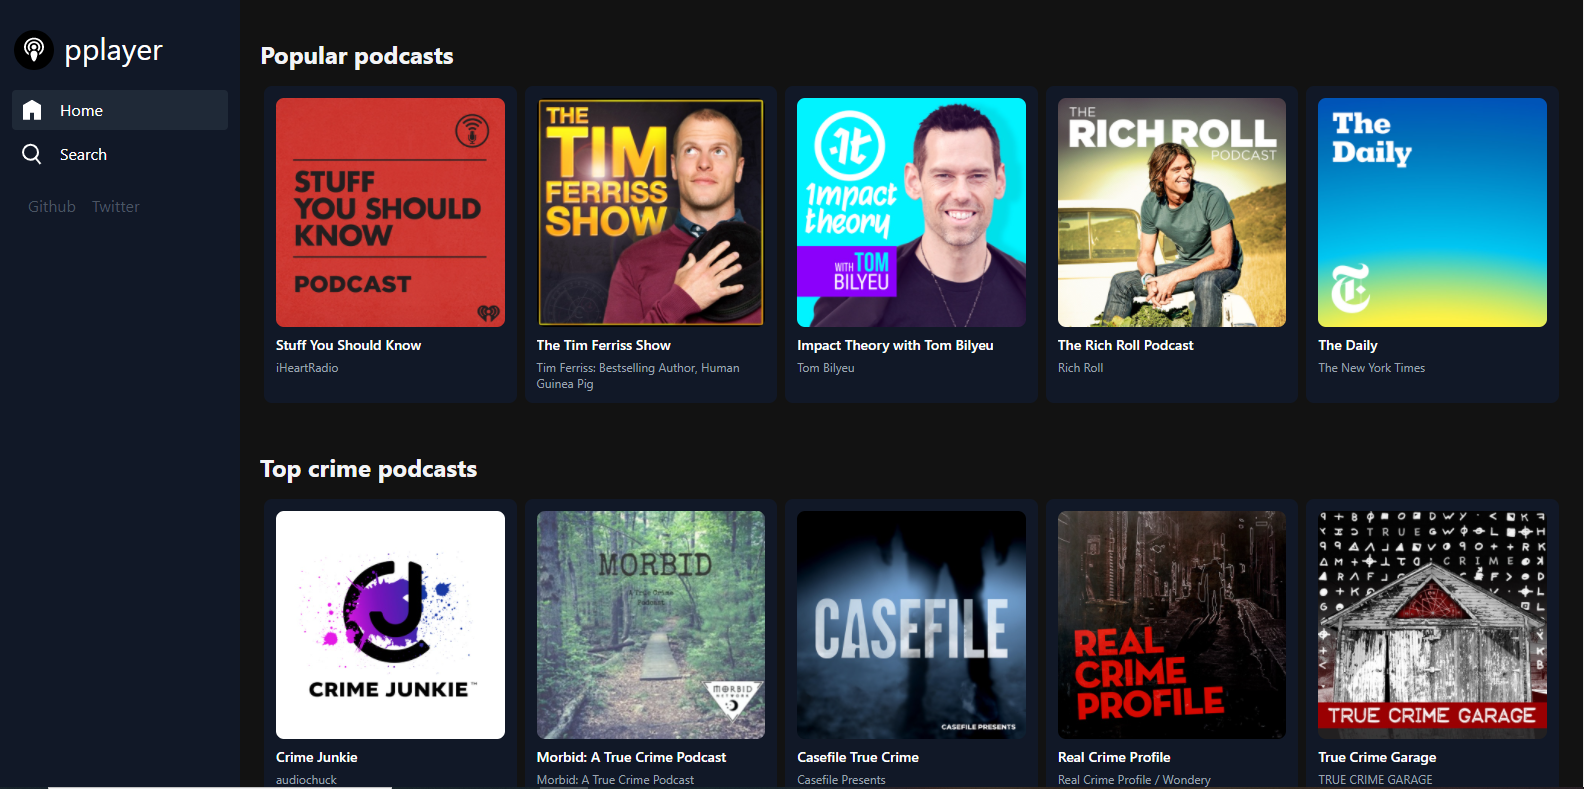 pplayer
Home
Search
Github Twitter
Popular podcasts
STUFF
YOU SHOULD
KNOW
PODCAST
Stuff You Should Know
iHeartRadio
THE
TIM
FERRISS
SHOW
The Tim Ferriss Show
Tim Ferriss: Bestselling Author, Human
Guinea Pig
1mpact
theory
WITH TOM
BILYEU
Impact Theory with Tom Bilyeu
Tom Bilyeu
THE
RICH ROLL
PODCAST
The Rich Roll Podcast
Rich Roll
The
Daily
The Daily
The New York Times
Top crime podcasts
CRIME JUNKIE™
Crime Junkie
audiochuck
MORBID
A True Crime
Podcast
MORBID
NETWORK
Morbid: A True Crime Podcast
Morbid: A True Crime Podcast
CASEFILE
CASEFILE PRESENTS
Casefile True Crime
Casefile Presents
REAL
CRIME
PROFILE
Real Crime Profile
Real Crime Profile / Wondery
TRUE
CRIME
TRUE CRIME GARAGE
True Crime Garage
TRUE CRIME GARAGE